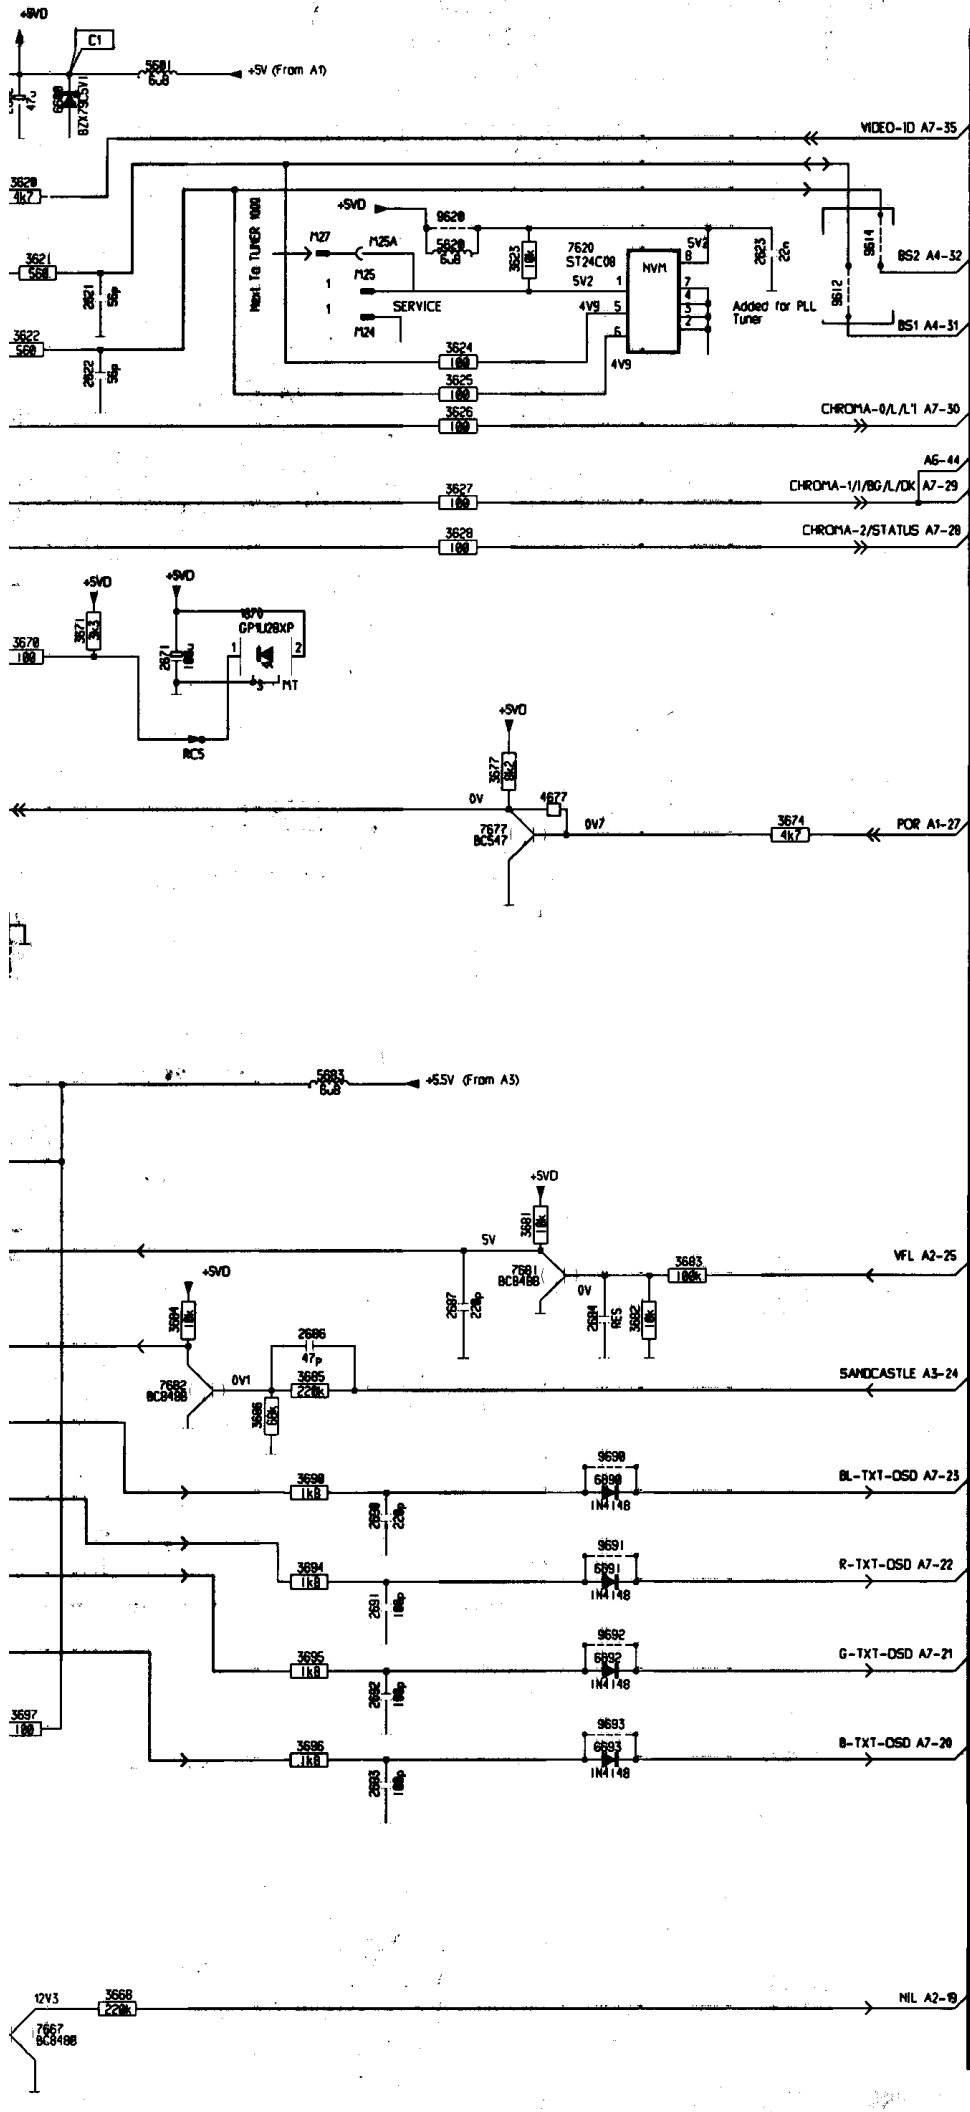 +5VD
C1
5601
6u8
+5V (From A1)
47u
6600
BZX79C5V1
VIDEO-ID A7-35
3620
4k7
+5VD
9620
5620
6u8
Next To TUNER 1000
M27
M25A
M25
1
SERVICE
1
M24
3623
10k
7620
ST24C08
5V2
1
4V9
5
6
4V9
NVM
5V2
8
7
4
3
2
2623
22n
Added for PLL
Tuner
9614
9612
BS2 A4-32
BS1 A4-31
3621
560
2621
56p
3622
560
2622
56p
3624
100
3625
100
3626
100
CHROMA-0/L/L'1 A7-30
A6-44
3627
100
CHROMA-1/I/BG/L/DK A7-29
3628
100
CHROMA-2/STATUS A7-28
+5VD
+5VD
3671
3k3
3670
100
2671
100u
1670
GP1U28XP
1
2
3
MT
RC5
+5VD
3677
8k2
0V
4677
7677
BC547
0V7
3674
4k7
POR A1-27
5683
6u8
+5.5V (From A3)
+5VD
3681
10k
5V
7681
BC848B
0V
2687
220p
2684
RES
3682
10k
3683
100k
VFL A2-25
+5VD
3684
10k
7682
BC848B
0V1
2686
47p
3685
220k
3686
68k
SANDCASTLE A3-24
3690
1k8
2690
220p
9690
6690
1N4148
BL-TXT-OSD A7-23
3694
1k8
2691
100p
9691
6691
1N4148
R-TXT-OSD A7-22
3695
1k8
2692
100p
9692
6692
1N4148
G-TXT-OSD A7-21
3697
100
3696
1k8
2693
100p
9693
6693
1N4148
B-TXT-OSD A7-20
12V3
3668
220k
7667
BC848B
NIL A2-19